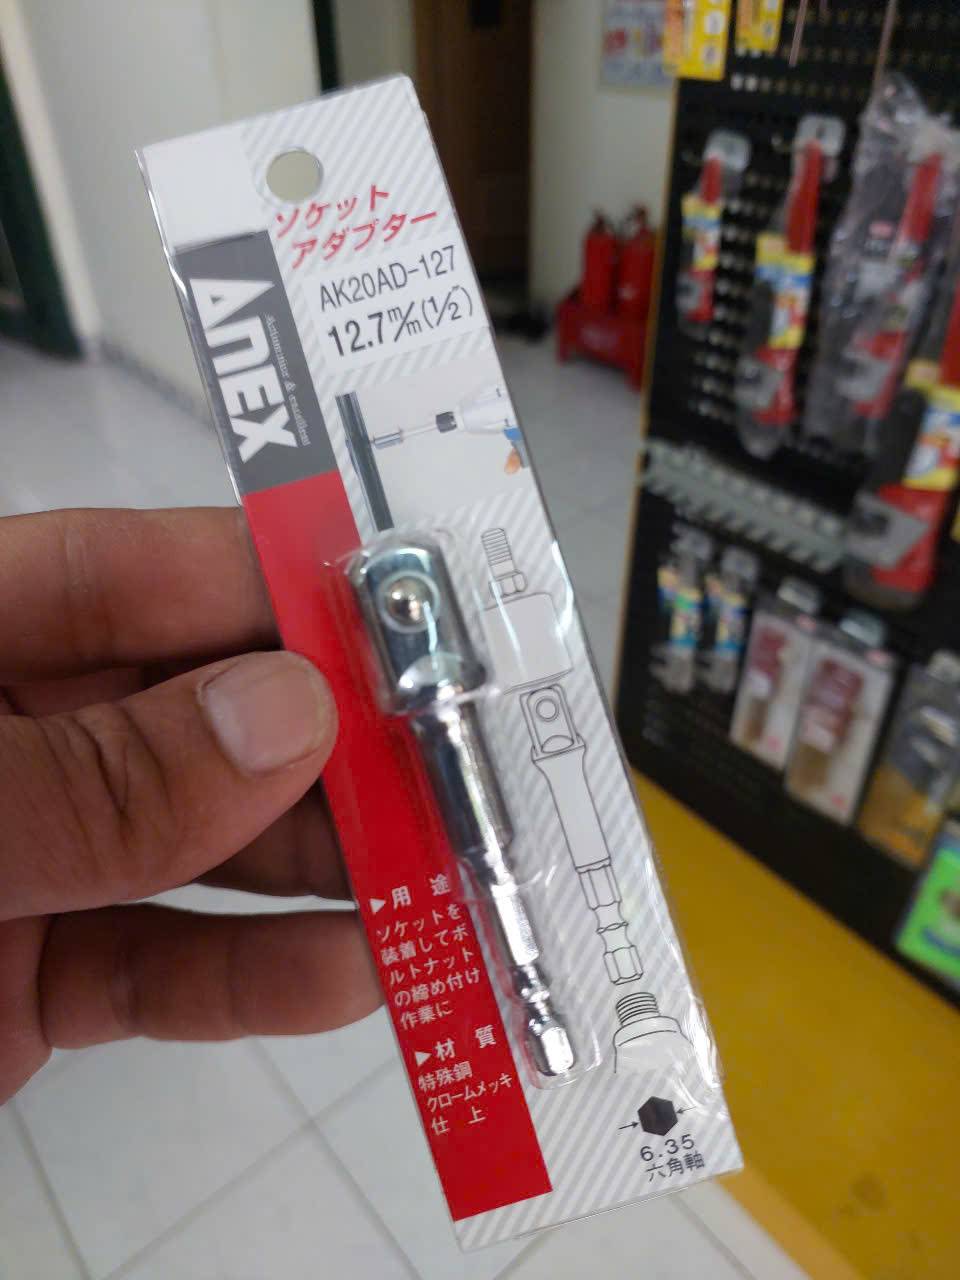 ソケット
アダプター
AK20AD-127
12.7m/m(1/2")
ANEX
▶用 途
ソケットを
装着してボ
ルトナット
の締め付け
作業に
▶材 質
特殊鋼
クロームメッキ
仕 上
6.35
六角軸